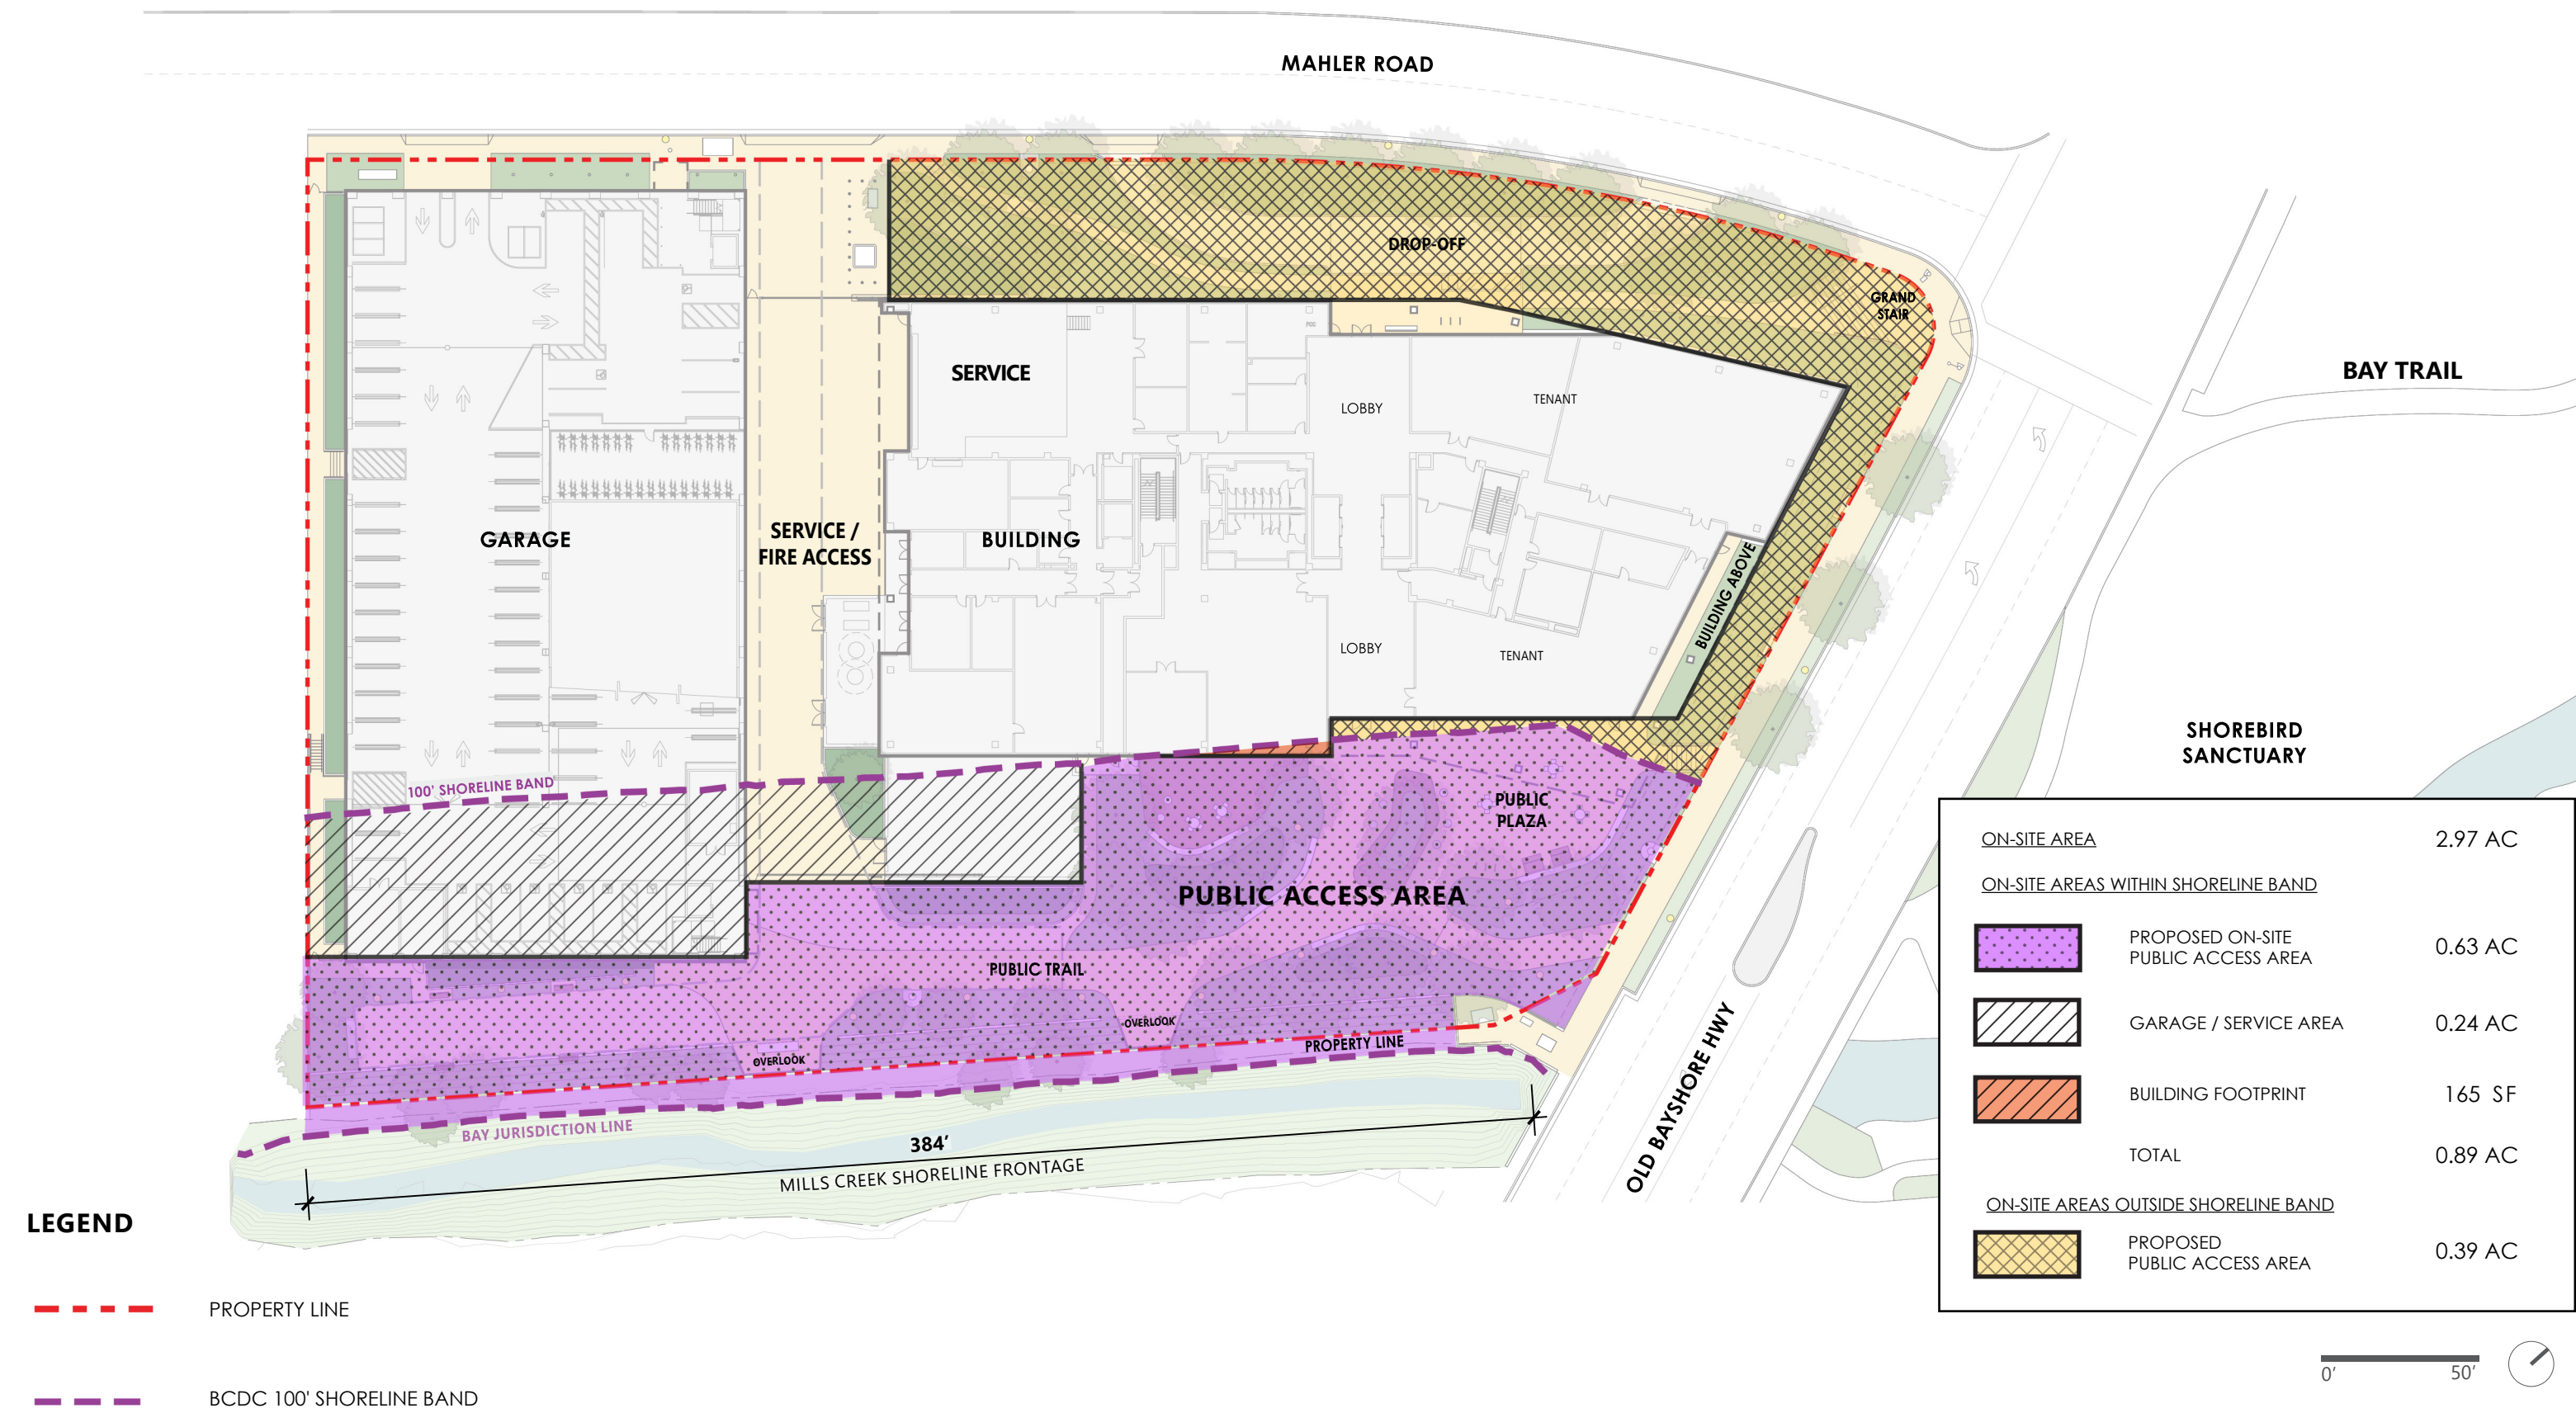 MAHLER ROAD
DROP-OFF
GRAND
STAIR
BAY TRAIL
SERVICE
LOBBY
TENANT
GARAGE
SERVICE /
FIRE ACCESS
BUILDING
BUILDING ABOVE
LOBBY
TENANT
SHOREBIRD
SANCTUARY
100' SHORELINE BAND
PUBLIC
PLAZA
PUBLIC ACCESS AREA
PUBLIC TRAIL
OVERLOOK
OVERLOOK
PROPERTY LINE
BAY JURISDICTION LINE
384'
MILLS CREEK SHORELINE FRONTAGE
OLD BAYSHORE HWY
ON-SITE AREA 2.97 AC
ON-SITE AREAS WITHIN SHORELINE BAND
PROPOSED ON-SITE
PUBLIC ACCESS AREA 0.63 AC
GARAGE / SERVICE AREA 0.24 AC
BUILDING FOOTPRINT 165 SF
TOTAL 0.89 AC
ON-SITE AREAS OUTSIDE SHORELINE BAND
PROPOSED
PUBLIC ACCESS AREA 0.39 AC
LEGEND
PROPERTY LINE
BCDC 100' SHORELINE BAND
0' 50'